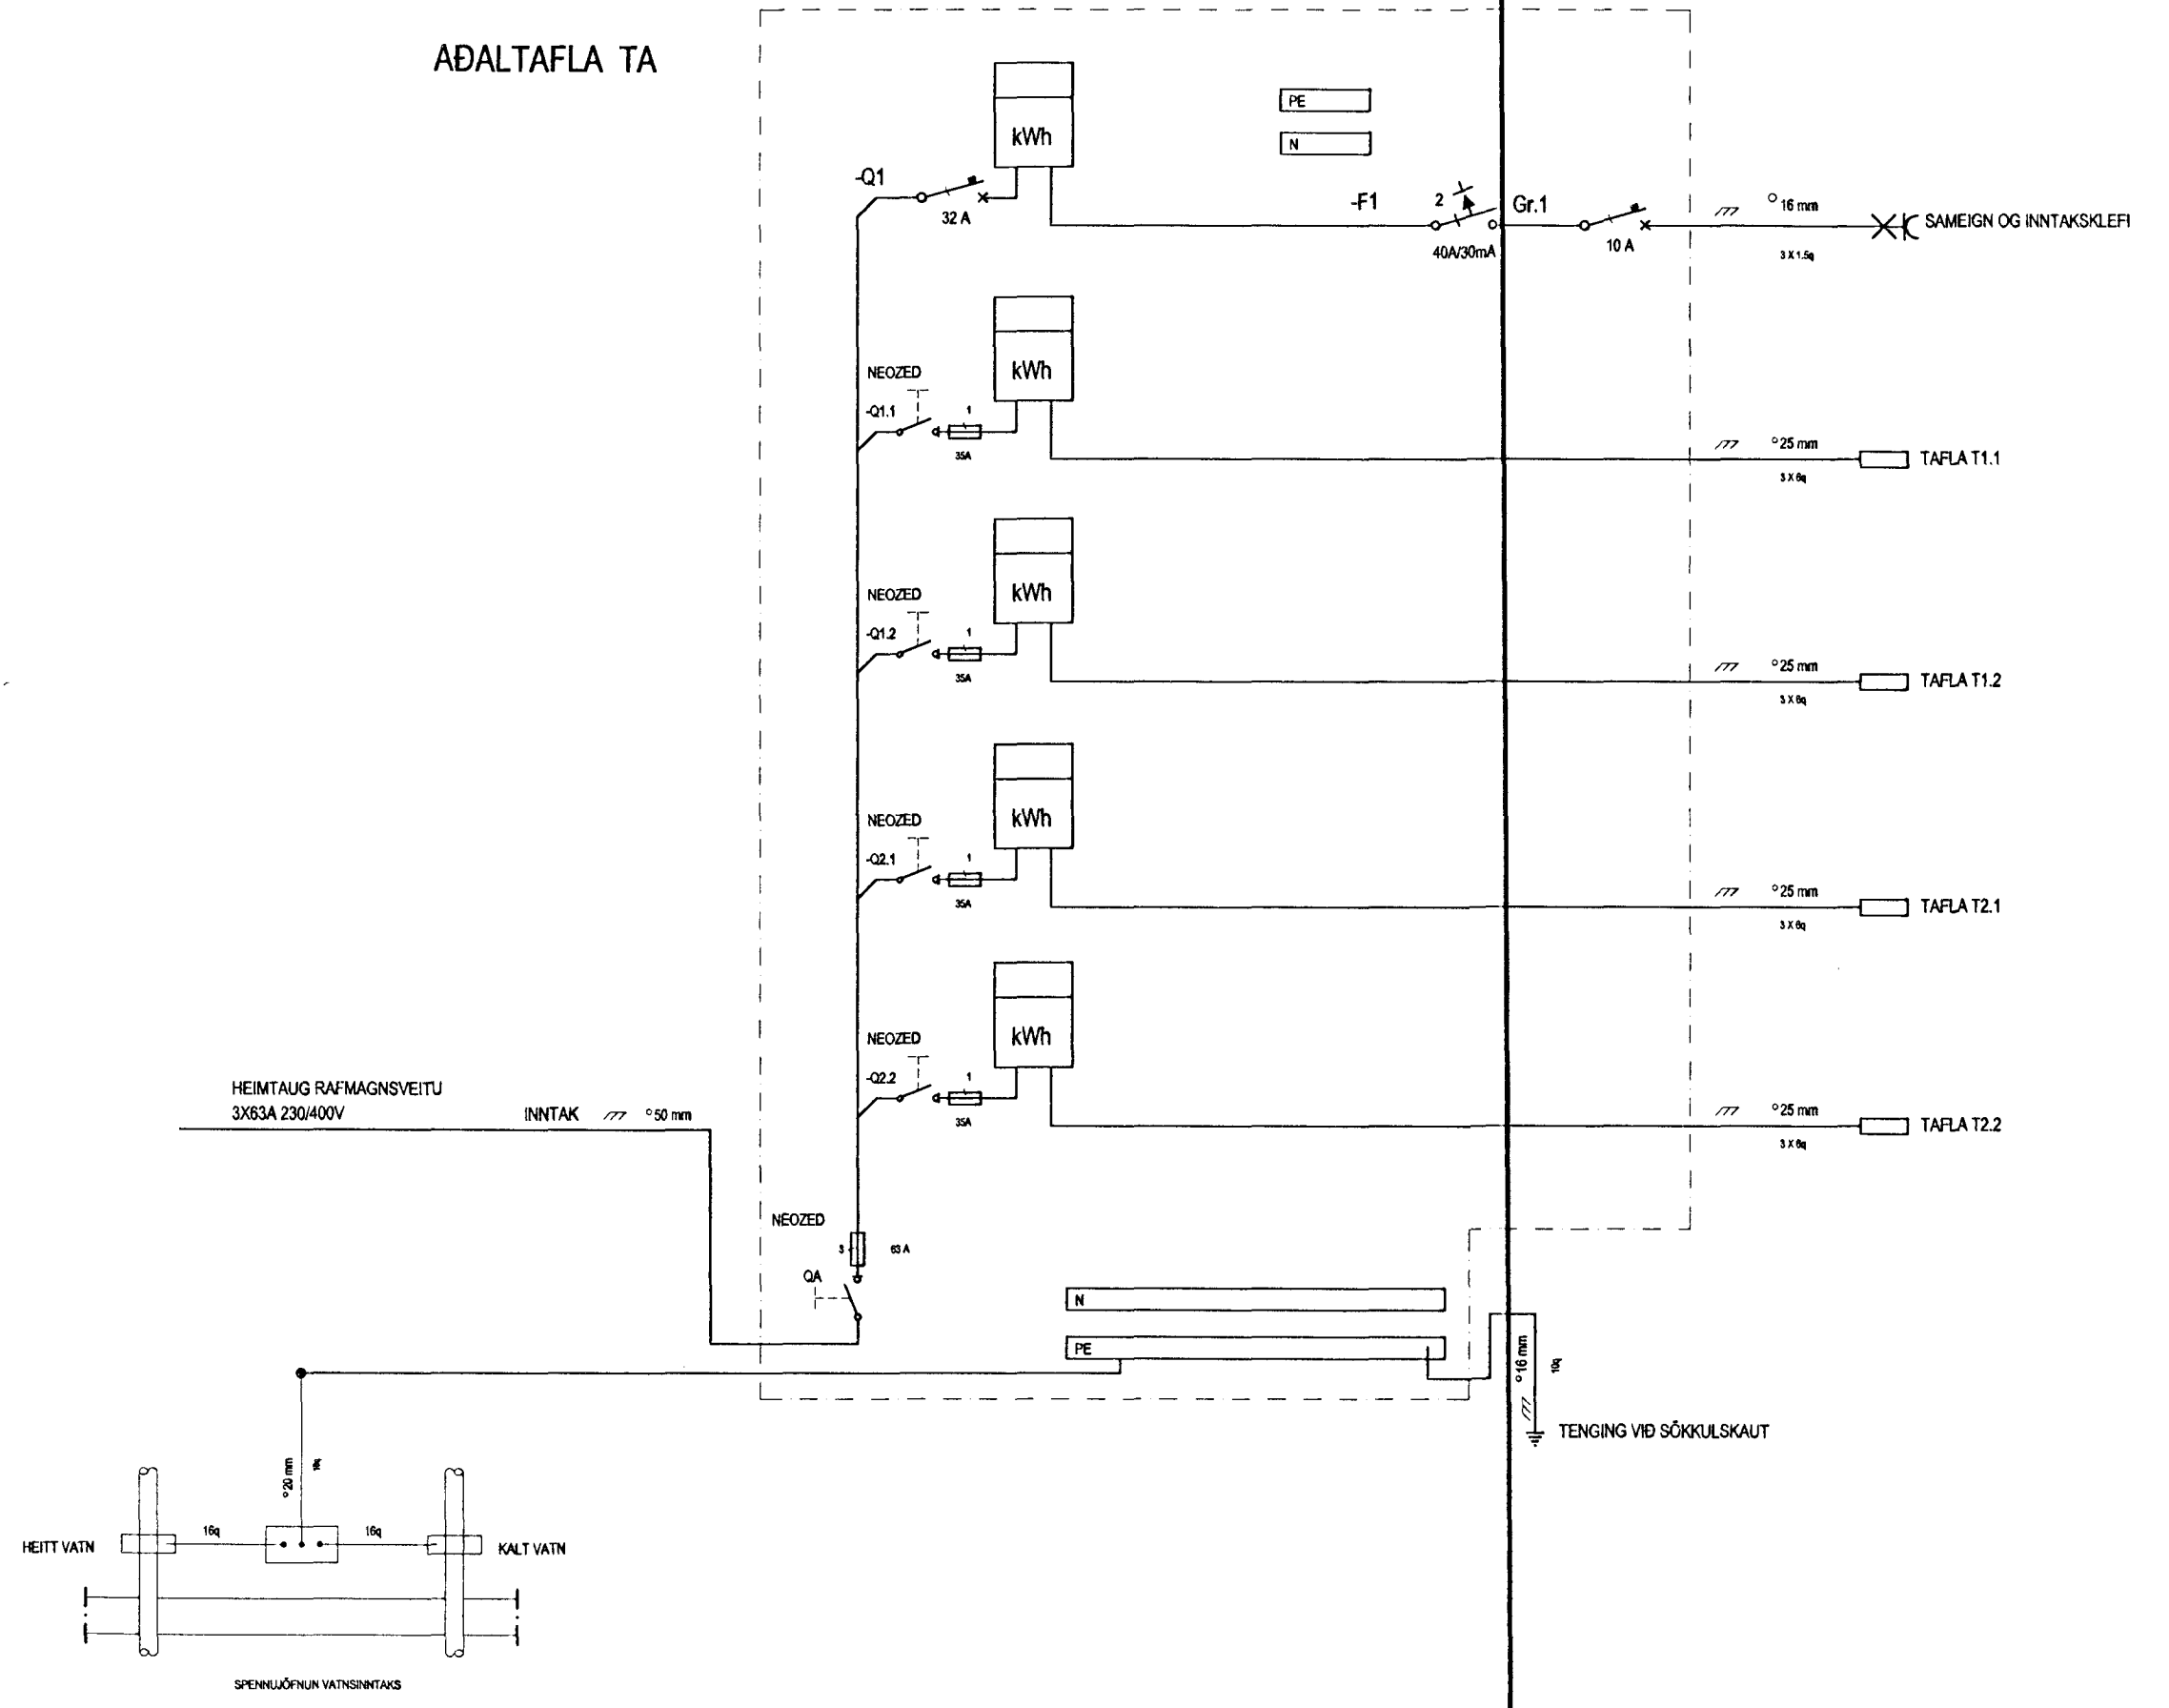 AÐALTAFLA TA
kWh
PE
N
-Q1
32 A
-F1
2
40A/30mA
Gr.1
10 A
°16 mm
3 X 1.5q
SAMEIGN OG INNTAKSKLEFI
NEOZED
-Q1.1
1
35A
kWh
°25 mm
3 X 6q
TAFLA T1.1
NEOZED
-Q1.2
1
35A
kWh
°25 mm
3 X 6q
TAFLA T1.2
NEOZED
-Q2.1
1
35A
kWh
°25 mm
3 X 6q
TAFLA T2.1
NEOZED
-Q2.2
1
35A
kWh
°25 mm
3 X 6q
TAFLA T2.2
HEIMTAUG RAFMAGNSVEITU
3X63A 230/400V
INNTAK
°50 mm
NEOZED
3
63 A
QA
N
PE
°16 mm
10q
TENGING VIÐ SÖKKULSKAUT
°20 mm
HEITT VATN
16q
16q
KALT VATN
SPENNUJÖFNUN VATNSINNTAKS